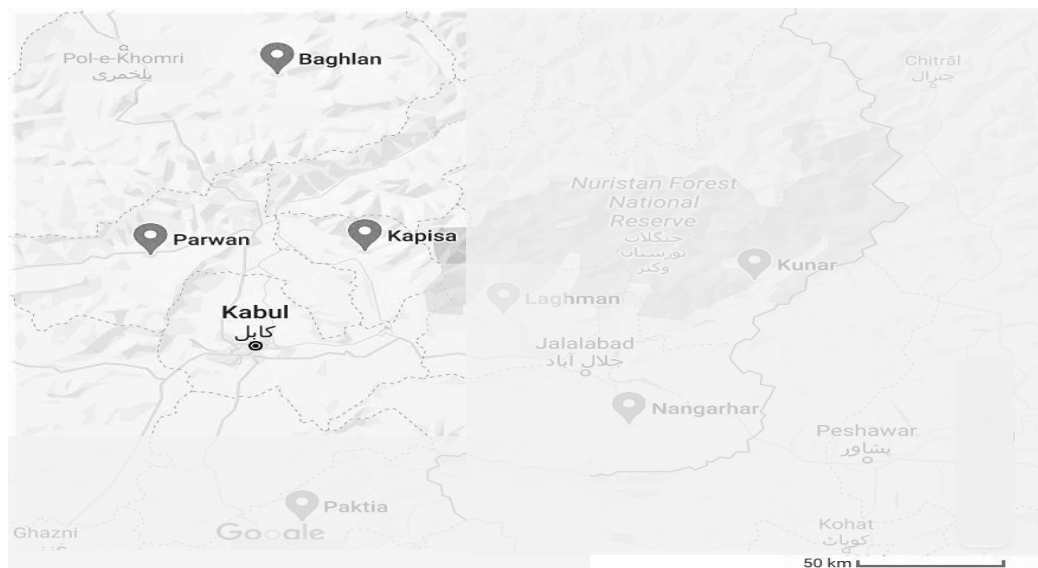 Pol-e-Khomri
پلخمری
Baghlan
Chitrāl
چترال
Nuristan Forest
National
Reserve
جنگلات
نورستان
وکنر
Parwan
Kapisa
Kunar
Laghman
Kabul
کابل
Jalalabad
جلال آباد
Nangarhar
Peshawar
پشاور
Paktia
Ghazni
Google
Kohat
کوہاٹ
50 km